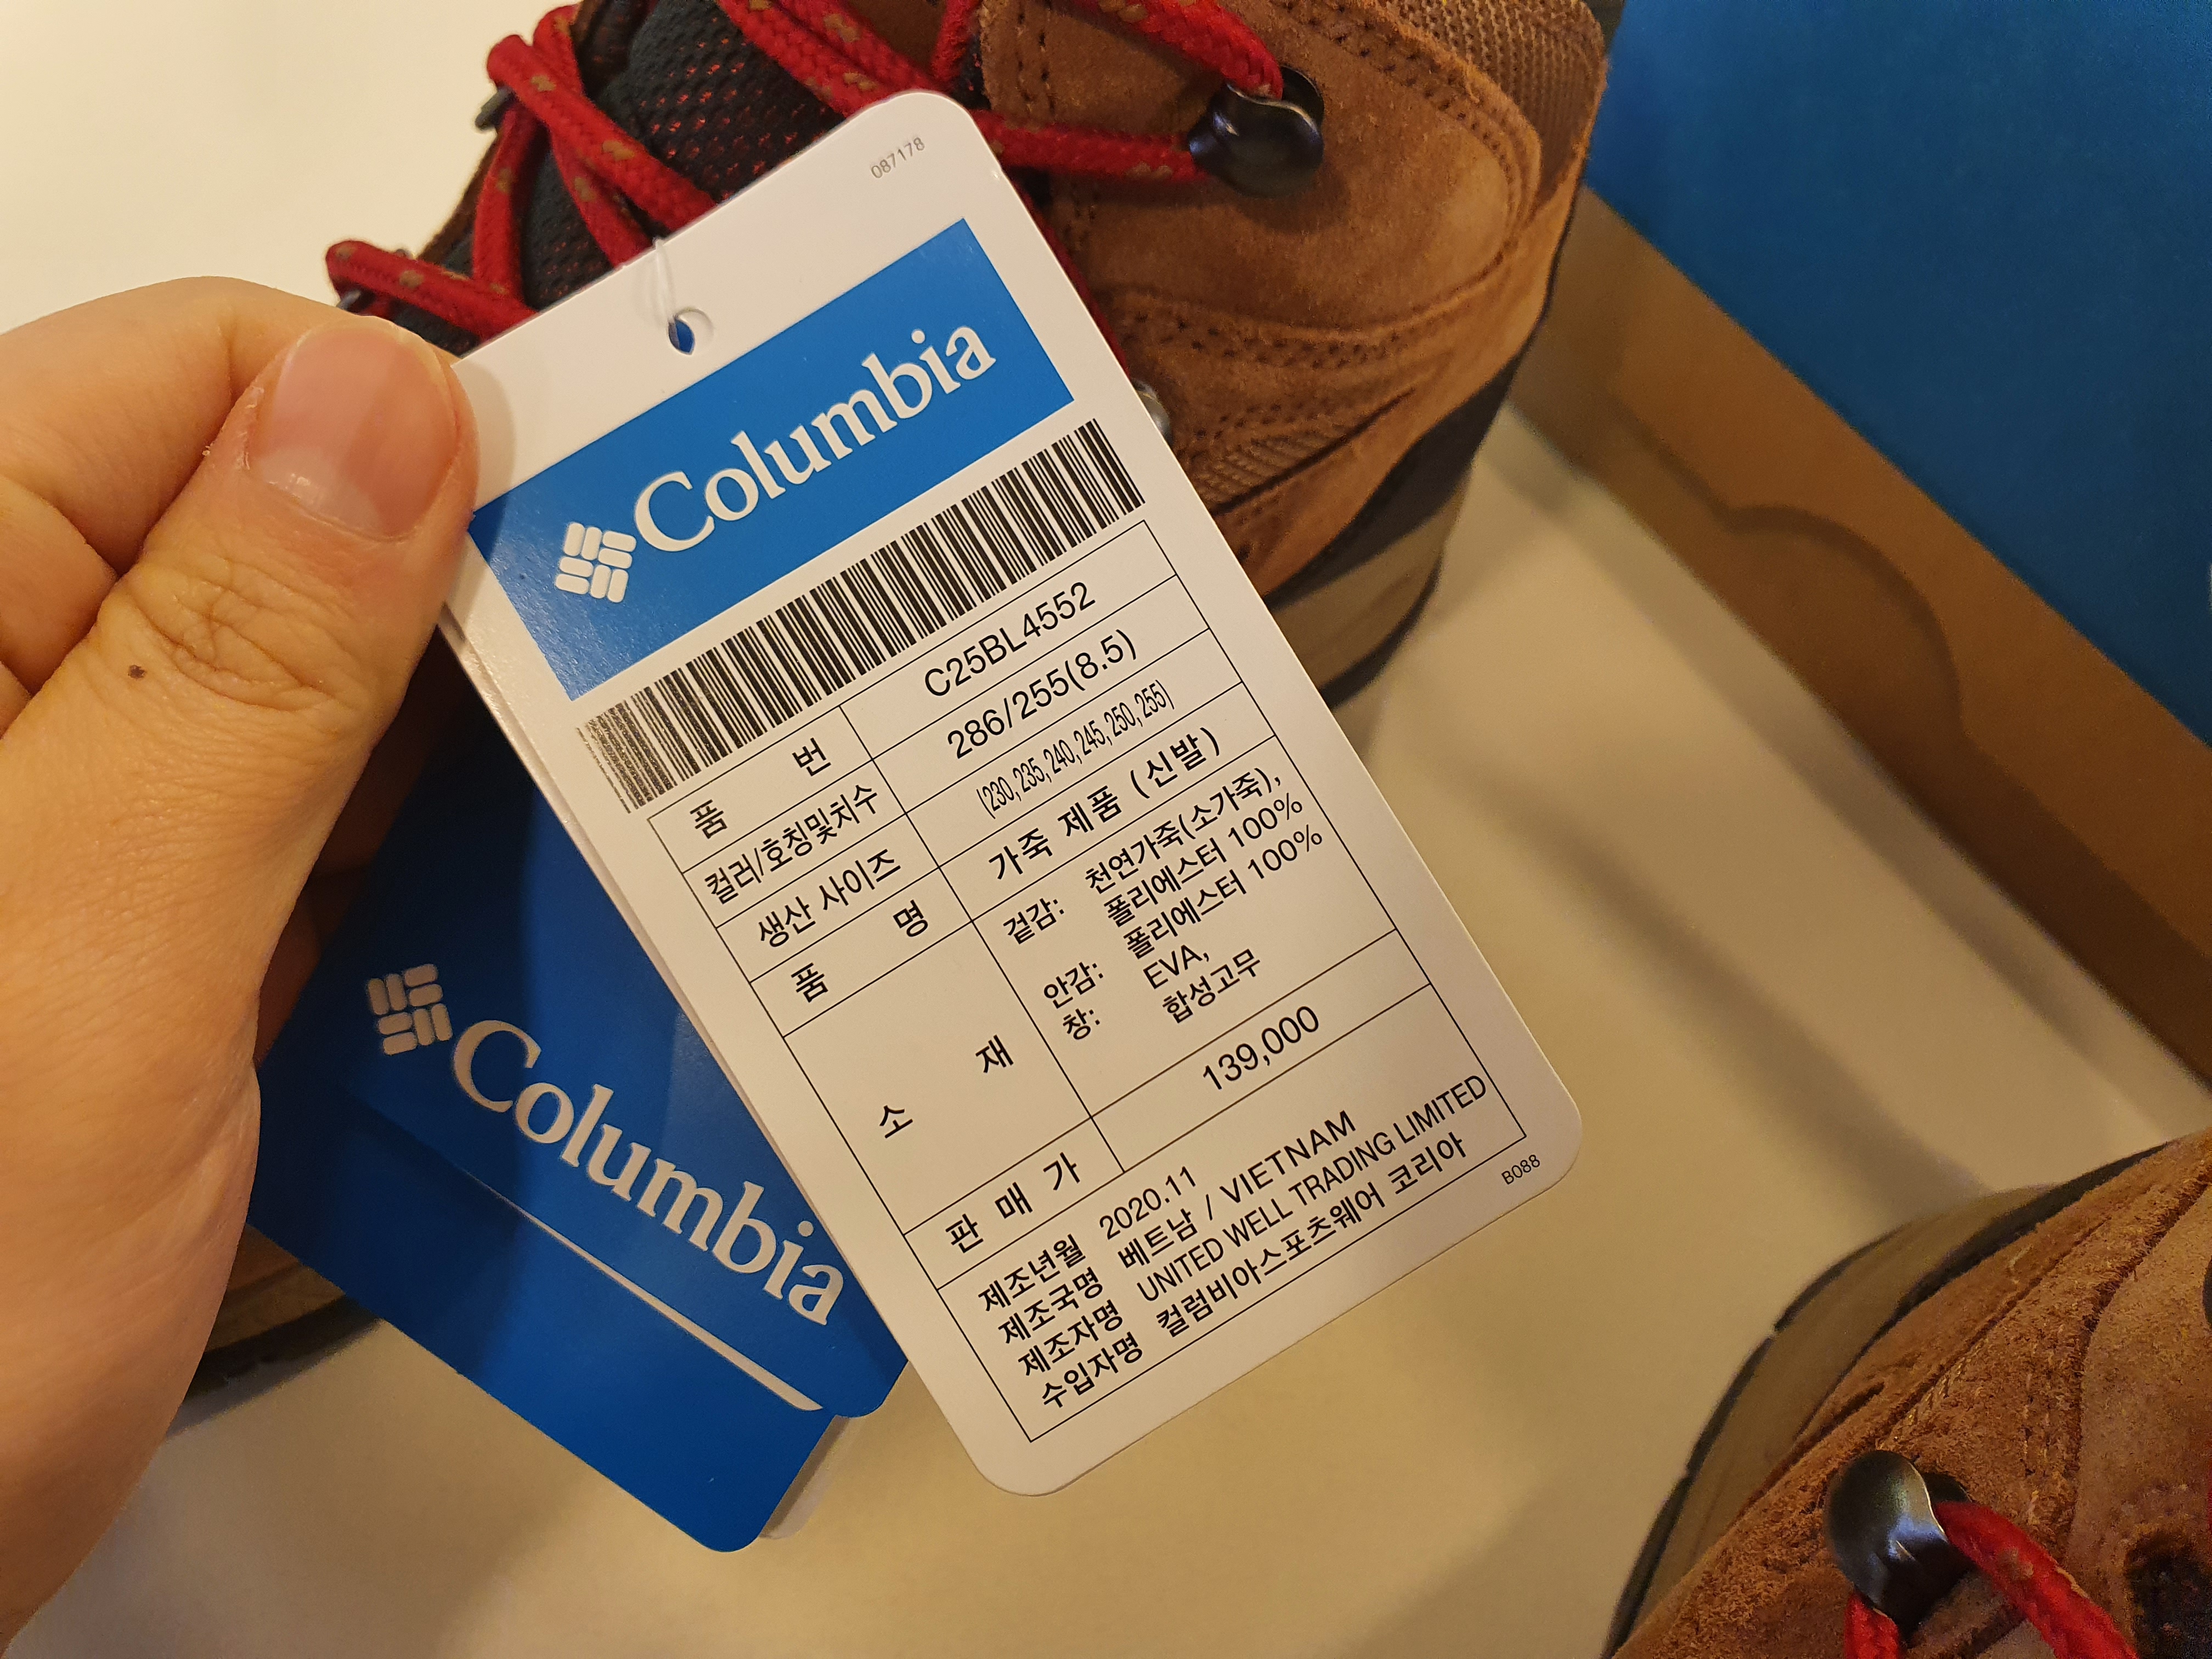 087178
Columbia
품 번 C25BL4552
컬러/호칭및치수 286/255(8.5)
생산 사이즈 (230, 235, 240, 245, 250, 255)
품 명 가죽 제품 (신발)
소 재 겉감: 천연가죽(소가죽),
폴리에스터 100%
안감: 폴리에스터 100%
창: EVA,
합성고무
판 매 가 139,000
제조년월 2020.11
제조국명 베트남 / VIETNAM
제조자명 UNITED WELL TRADING LIMITED
수입자명 컬럼비아스포츠웨어 코리아
B088
Columbia